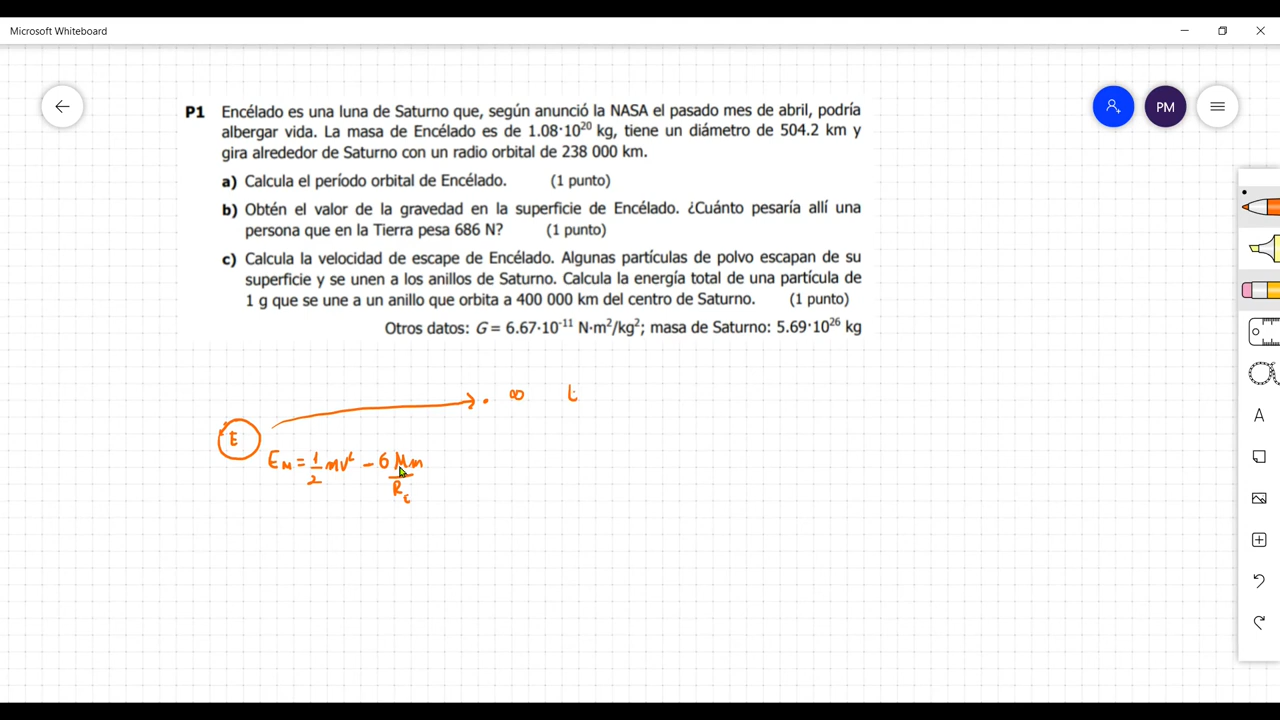 Microsoft Whiteboard
PM
P1 Encélado es una luna de Saturno que, según anunció la NASA el pasado mes de abril, podría
albergar vida. La masa de Encélado es de 1.08·10²⁰ kg, tiene un diámetro de 504.2 km y
gira alrededor de Saturno con un radio orbital de 238 000 km.
a) Calcula el período orbital de Encélado. (1 punto)
b) Obtén el valor de la gravedad en la superficie de Encélado. ¿Cuánto pesaría allí una
persona que en la Tierra pesa 686 N? (1 punto)
c) Calcula la velocidad de escape de Encélado. Algunas partículas de polvo escapan de su
superficie y se unen a los anillos de Saturno. Calcula la energía total de una partícula de
1 g que se une a un anillo que orbita a 400 000 km del centro de Saturno. (1 punto)
Otros datos: G = 6.67·10⁻¹¹ N·m²/kg²; masa de Saturno: 5.69·10²⁶ kg
∞
E
E_M = 1/2 mv² - G Mm/R_E
A